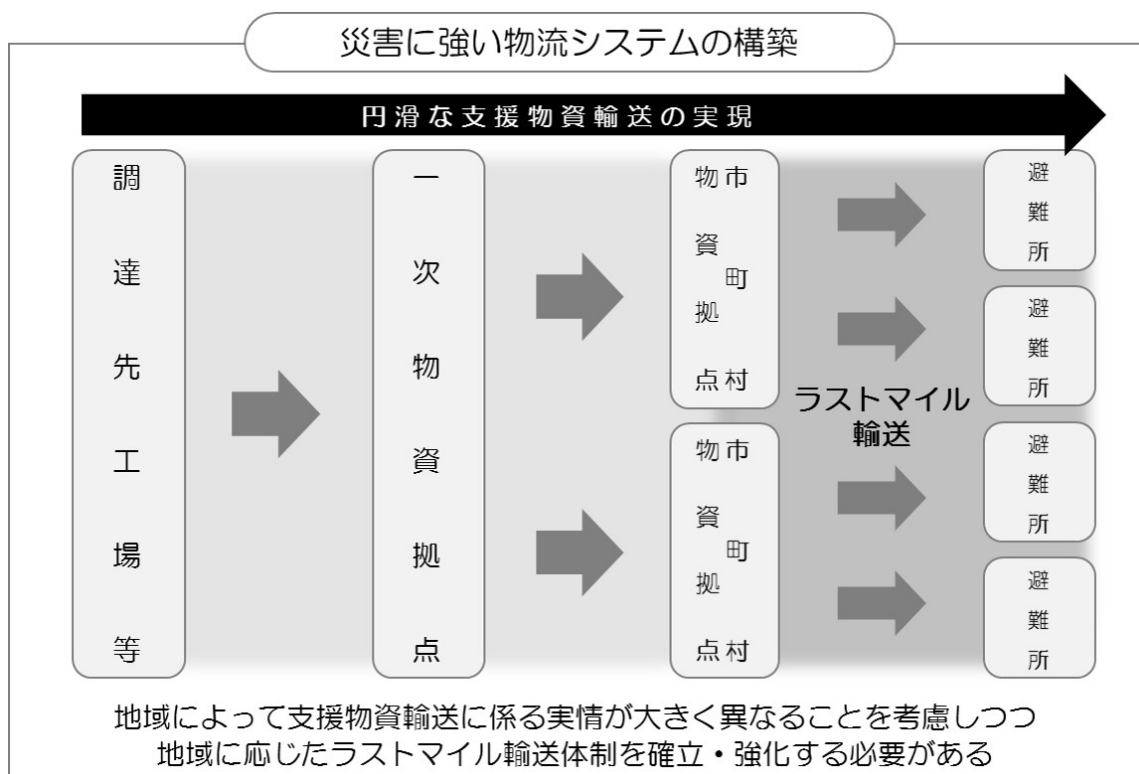 災害に強い物流システムの構築
円滑な支援物資輸送の実現
調達先工場等
一次物資拠点
市町村
物資拠点
市町村
物資拠点
ラストマイル
輸送
避難所
避難所
避難所
避難所
地域によって支援物資輸送に係る実情が大きく異なることを考慮しつつ
地域に応じたラストマイル輸送体制を確立・強化する必要がある